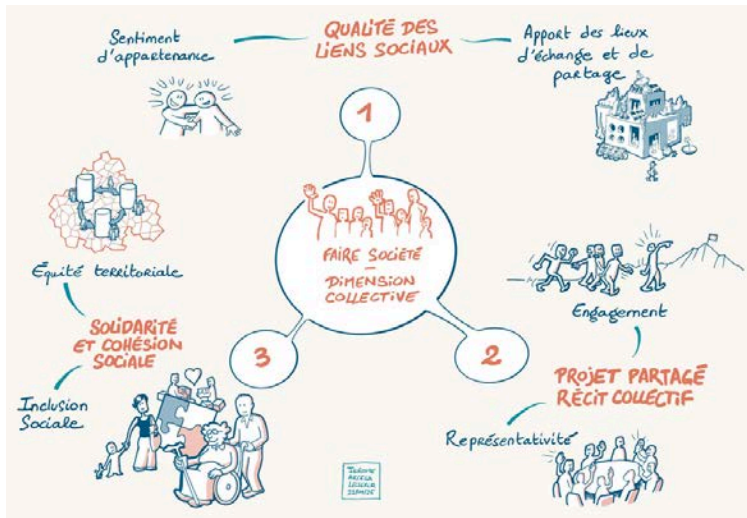 QUALITÉ DES
LIENS SOCIAUX
Sentiment
d'appartenance
Apport des lieux
d'échange et de
partage
1
FAIRE SOCIÉTÉ
—
DIMENSION
COLLECTIVE
2
Engagement
PROJET PARTAGÉ
RÉCIT COLLECTIF
Représentativité
3
Équité territoriale
SOLIDARITÉ
ET COHÉSION
SOCIALE
Inclusion
Sociale